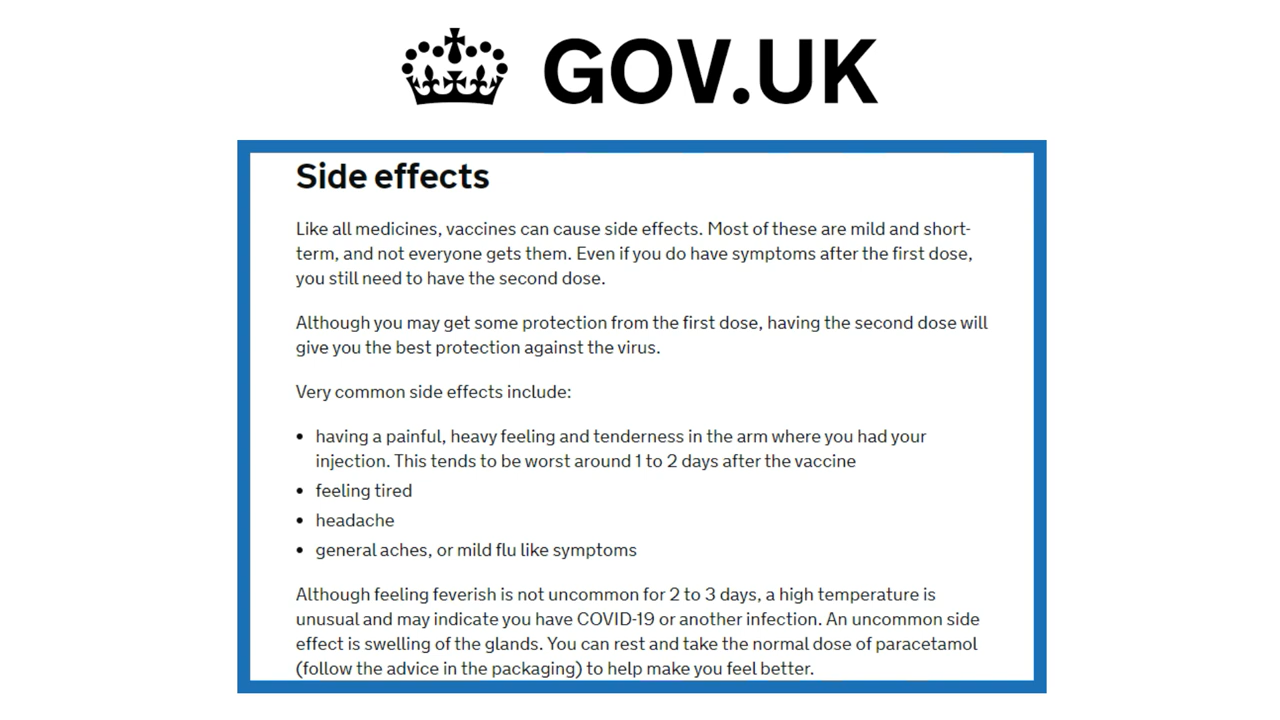 GOV.UK
Side effects
Like all medicines, vaccines can cause side effects. Most of these are mild and short-
term, and not everyone gets them. Even if you do have symptoms after the first dose,
you still need to have the second dose.
Although you may get some protection from the first dose, having the second dose will
give you the best protection against the virus.
Very common side effects include:
• having a painful, heavy feeling and tenderness in the arm where you had your
injection. This tends to be worst around 1 to 2 days after the vaccine
• feeling tired
• headache
• general aches, or mild flu like symptoms
Although feeling feverish is not uncommon for 2 to 3 days, a high temperature is
unusual and may indicate you have COVID-19 or another infection. An uncommon side
effect is swelling of the glands. You can rest and take the normal dose of paracetamol
(follow the advice in the packaging) to help make you feel better.